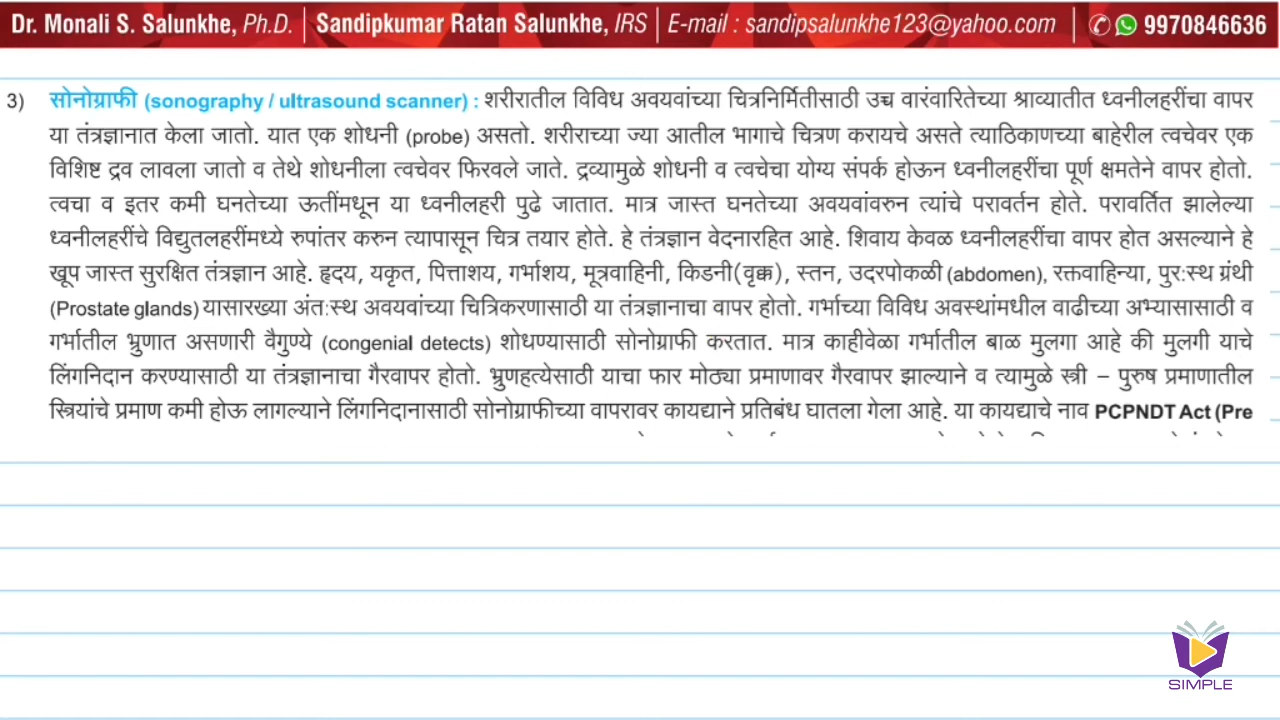 Dr. Monali S. Salunkhe, Ph.D. | Sandipkumar Ratan Salunkhe, IRS | E-mail : sandipsalunkhe123@yahoo.com | 9970846636
3) सोनोग्राफी (sonography / ultrasound scanner) : शरीरातील विविध अवयवांच्या चित्रनिर्मितीसाठी उच्च वारंवारितेच्या श्राव्यातीत ध्वनीलहरींचा वापर
या तंत्रज्ञानात केला जातो. यात एक शोधनी (probe) असतो. शरीराच्या ज्या आतील भागाचे चित्रण करायचे असते त्याठिकाणच्या बाहेरील त्वचेवर एक
विशिष्ट द्रव लावला जातो व तेथे शोधनीला त्वचेवर फिरवले जाते. द्रव्यामुळे शोधनी व त्वचेचा योग्य संपर्क होऊन ध्वनीलहरींचा पूर्ण क्षमतेने वापर होतो.
त्वचा व इतर कमी घनतेच्या ऊतींमधून या ध्वनीलहरी पुढे जातात. मात्र जास्त घनतेच्या अवयवांवरुन त्यांचे परावर्तन होते. परावर्तित झालेल्या
ध्वनीलहरींचे विद्युतलहरींमध्ये रुपांतर करुन त्यापासून चित्र तयार होते. हे तंत्रज्ञान वेदनारहित आहे. शिवाय केवळ ध्वनीलहरींचा वापर होत असल्याने हे
खूप जास्त सुरक्षित तंत्रज्ञान आहे. हृदय, यकृत, पित्ताशय, गर्भाशय, मूत्रवाहिनी, किडनी(वृक्क), स्तन, उदरपोकळी (abdomen), रक्तवाहिन्या, पुर:स्थ ग्रंथी
(Prostate glands) यासारख्या अंत:स्थ अवयवांच्या चित्रिकरणासाठी या तंत्रज्ञानाचा वापर होतो. गर्भाच्या विविध अवस्थांमधील वाढीच्या अभ्यासासाठी व
गर्भातील भ्रुणात असणारी वैगुण्ये (congenial detects) शोधण्यासाठी सोनोग्राफी करतात. मात्र काहीवेळा गर्भातील बाळ मुलगा आहे की मुलगी याचे
लिंगनिदान करण्यासाठी या तंत्रज्ञानाचा गैरवापर होतो. भ्रुणहत्येसाठी याचा फार मोठ्या प्रमाणावर गैरवापर झाल्याने व त्यामुळे स्त्री – पुरुष प्रमाणातील
स्त्रियांचे प्रमाण कमी होऊ लागल्याने लिंगनिदानासाठी सोनोग्राफीच्या वापरावर कायद्याने प्रतिबंध घातला गेला आहे. या कायद्याचे नाव PCPNDT Act (Pre
SIMPLE